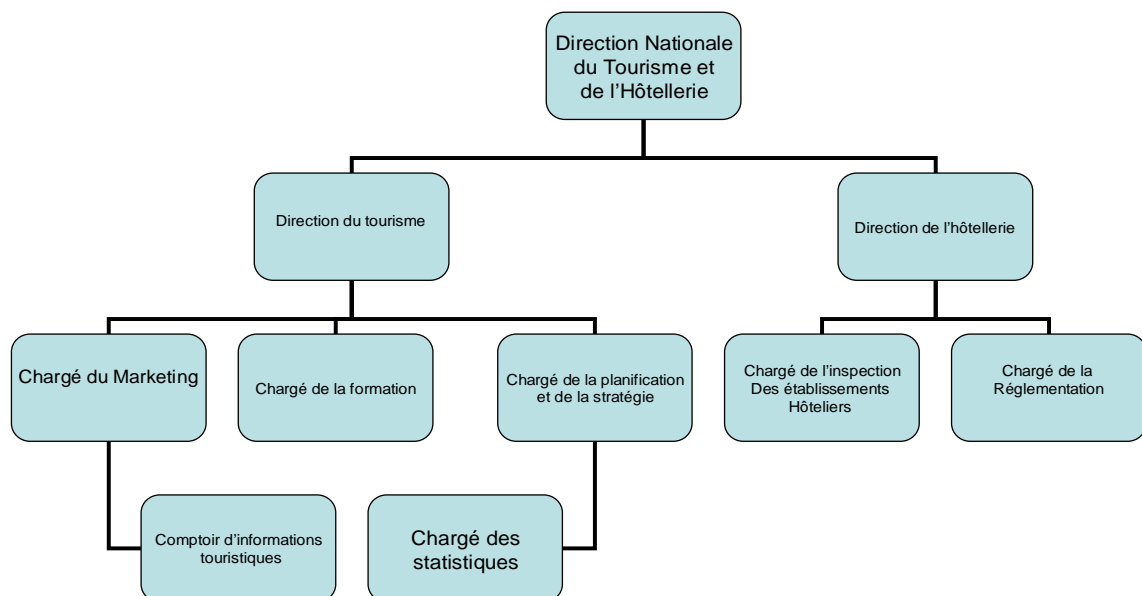 Direction Nationale
du Tourisme et
de l’Hôtellerie
Direction du tourisme
Direction de l’hôtellerie
Chargé du Marketing
Chargé de la formation
Chargé de la planification
et de la stratégie
Chargé de l’inspection
Des établissements
Hôteliers
Chargé de la
Réglementation
Comptoir d’informations
touristiques
Chargé des
statistiques